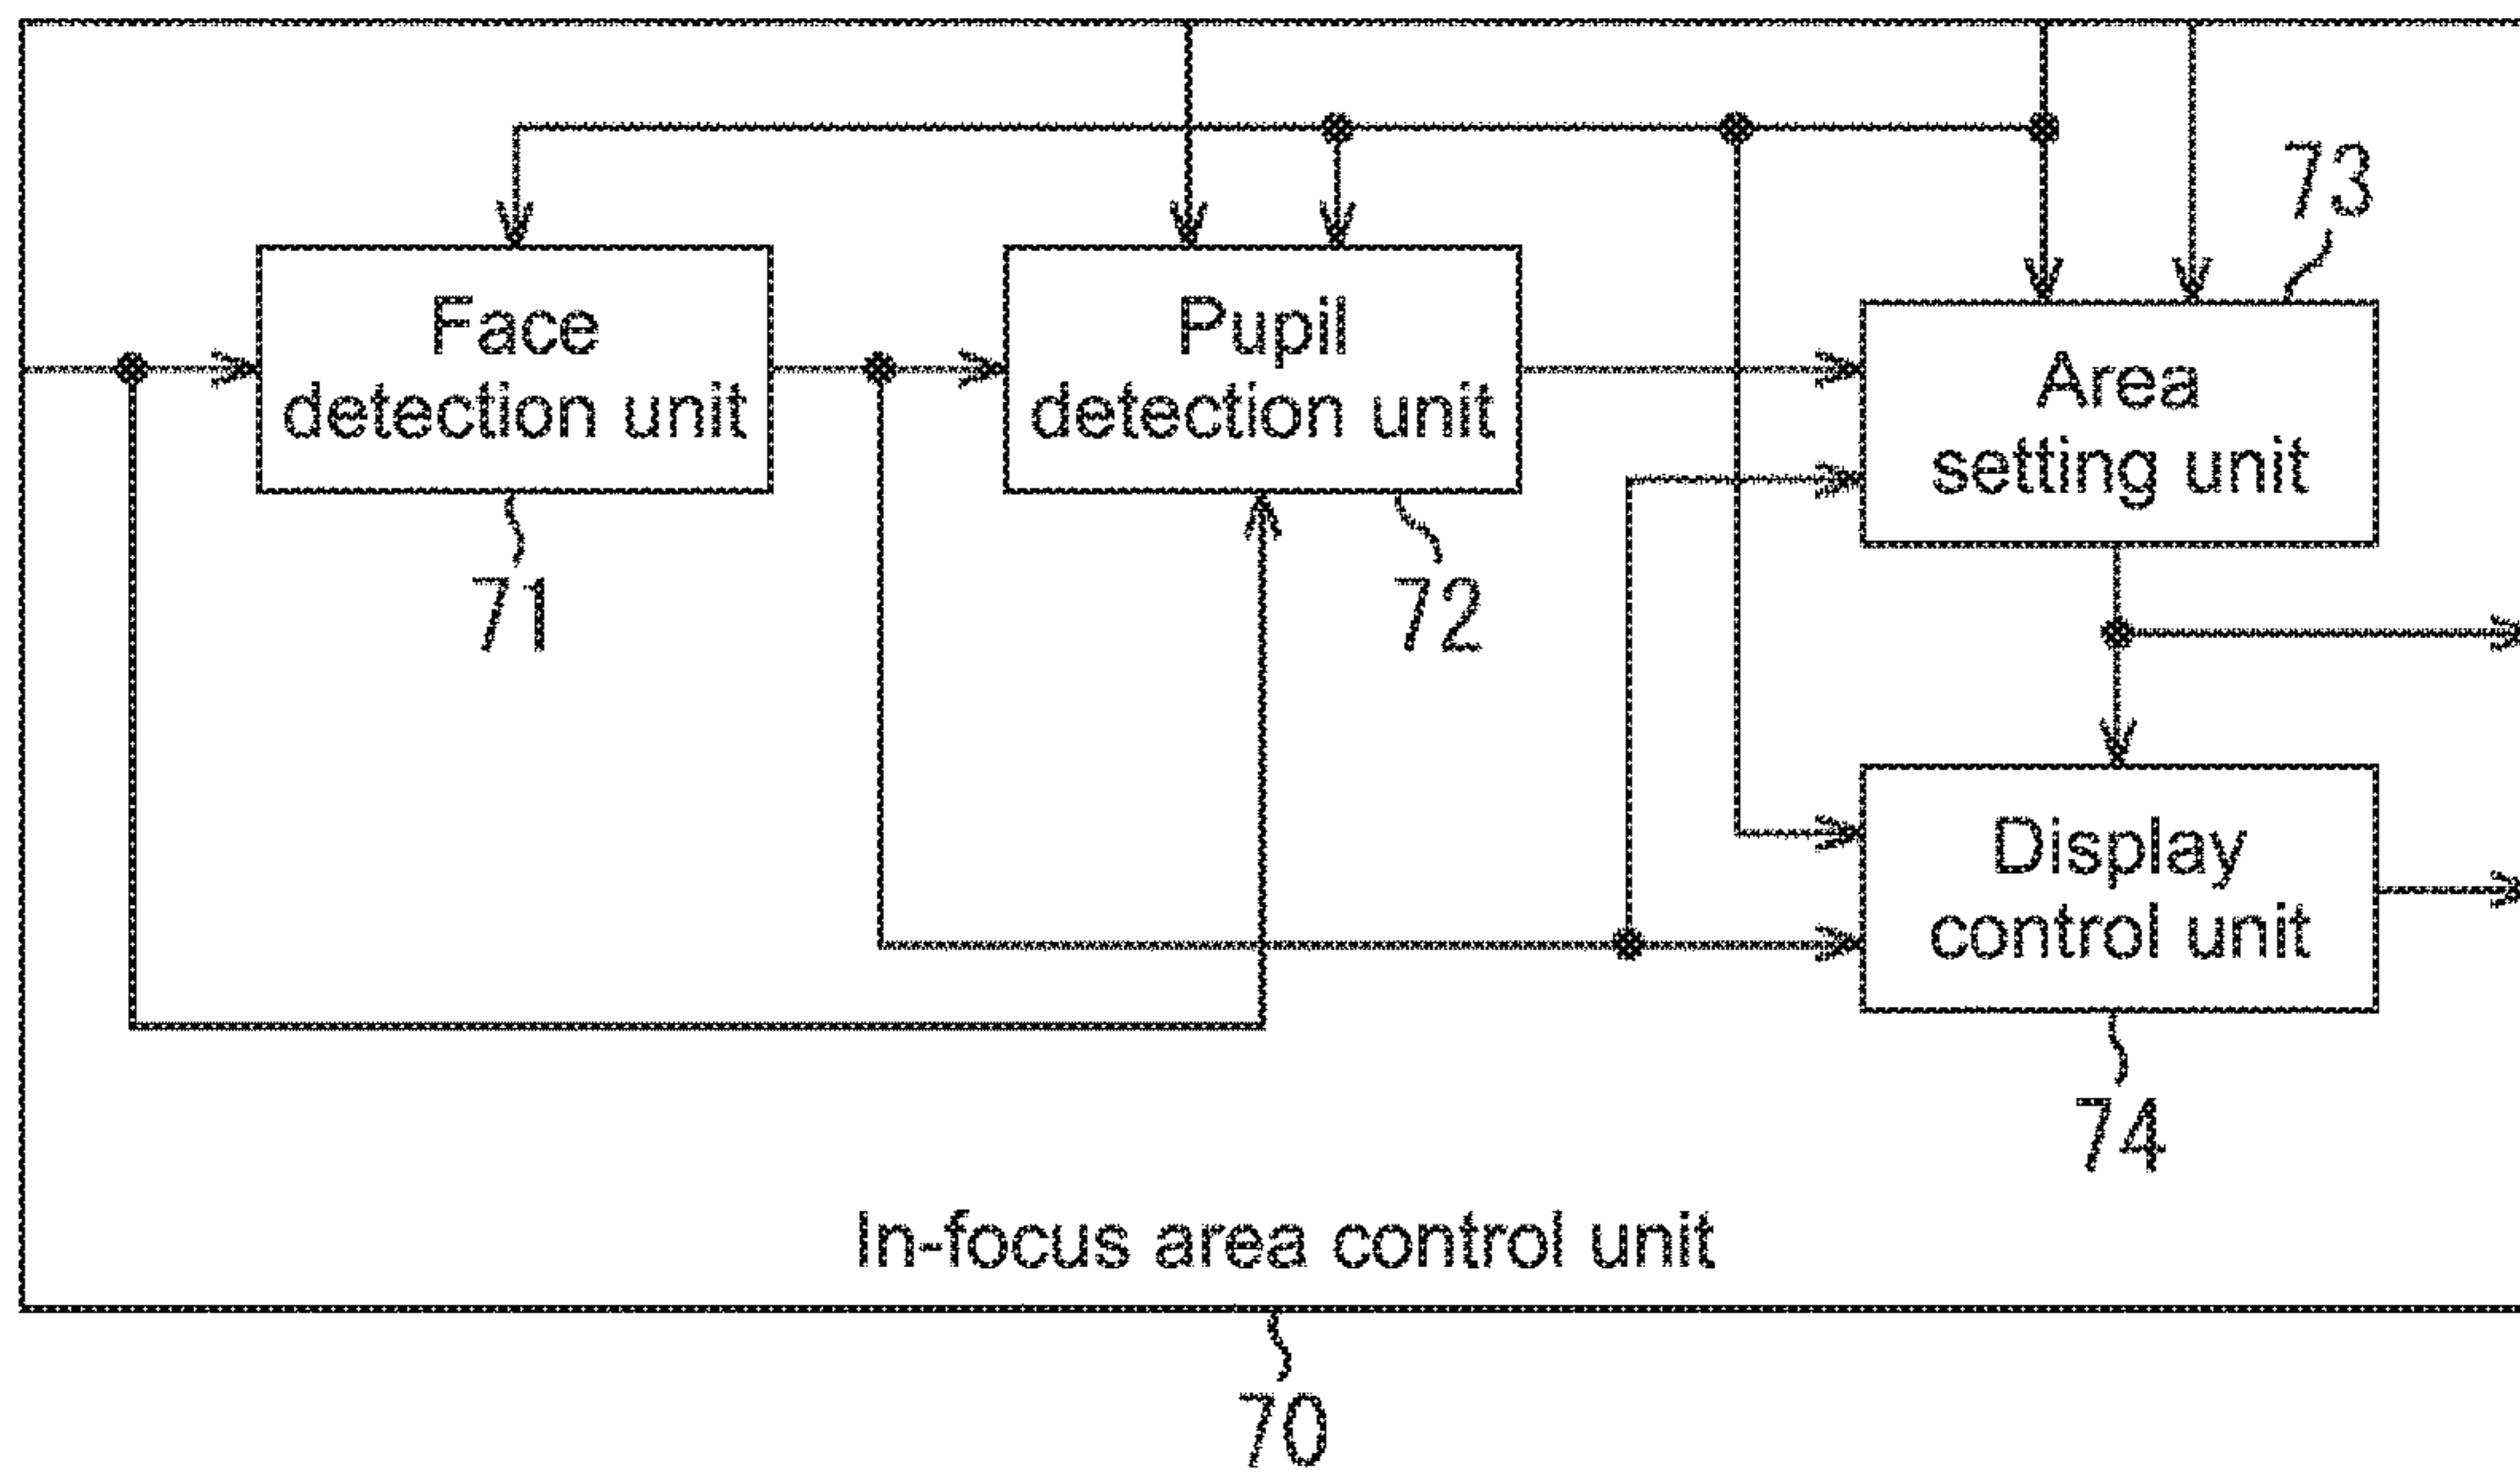 73
Face
detection unit
Pupil
detection unit
Area
setting unit
71
72
Display
control unit
74
In-focus area control unit
70